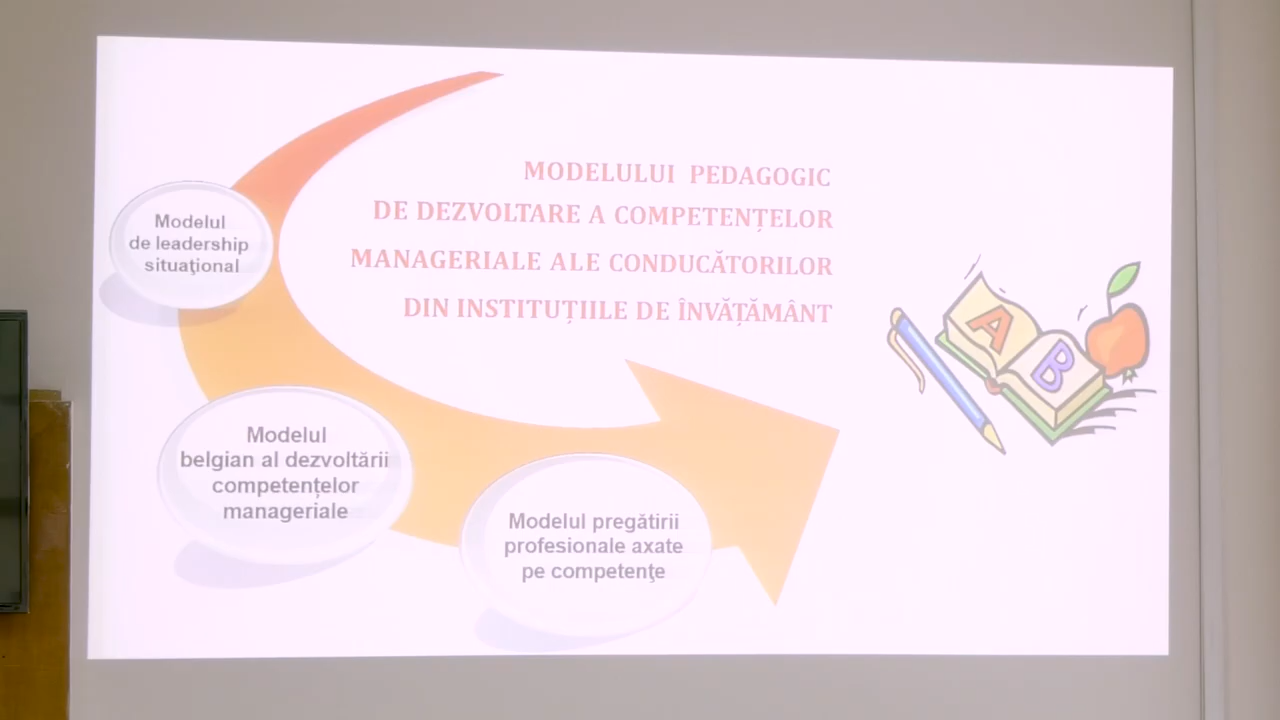 MODELULUI PEDAGOGIC
DE DEZVOLTARE A COMPETENȚELOR
MANAGERIALE ALE CONDUCĂTORILOR
DIN INSTITUȚIILE DE ÎNVĂȚĂMÂNT
Modelul
de leadership
situaţional
Modelul
belgian al dezvoltării
competențelor
manageriale
Modelul pregătirii
profesionale axate
pe competenţe
A
B